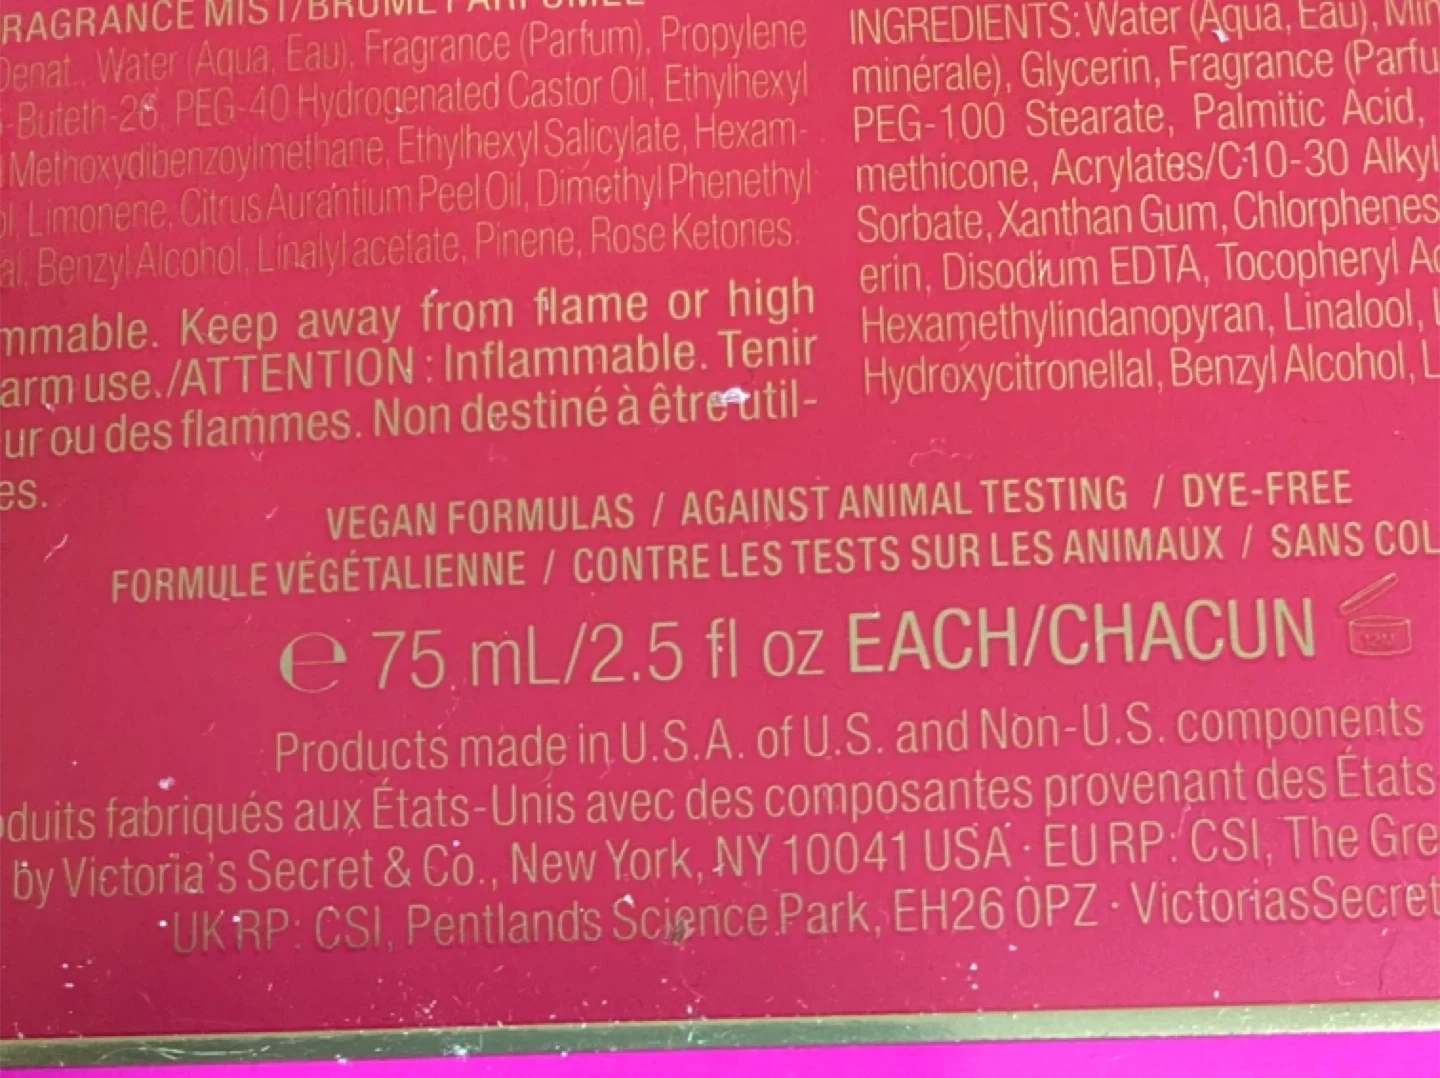 RAGRANCE MIST/BRUME PARFUMÉE
Denat., Water (Aqua, Eau), Fragrance (Parfum), Propylene
-Buteth-26, PEG-40 Hydrogenated Castor Oil, Ethylhexyl
Methoxydibenzoylmethane, Ethylhexyl Salicylate, Hexam-
ol, Limonene, Citrus Aurantium Peel Oil, Dimethyl Phenethyl
al, Benzyl Alcohol, Linalyl acetate, Pinene, Rose Ketones.
mmable. Keep away from flame or high
arm use./ATTENTION : Inflammable. Tenir
ur ou des flammes. Non destiné à être util-
es.
INGREDIENTS: Water (Aqua, Eau), Min
minérale), Glycerin, Fragrance (Parfu
PEG-100 Stearate, Palmitic Acid,
methicone, Acrylates/C10-30 Alkyl
Sorbate, Xanthan Gum, Chlorphenes
erin, Disodium EDTA, Tocopheryl Ac
Hexamethylindanopyran, Linalool,
Hydroxycitronellal, Benzyl Alcohol, L
VEGAN FORMULAS / AGAINST ANIMAL TESTING / DYE-FREE
FORMULE VÉGÉTALIENNE / CONTRE LES TESTS SUR LES ANIMAUX / SANS COL
℮ 75 mL/2.5 fl oz EACH/CHACUN 12M
Products made in U.S.A. of U.S. and Non-U.S. components
oduits fabriqués aux États-Unis avec des composantes provenant des États
by Victoria's Secret & Co., New York, NY 10041 USA · EU RP: CSI, The Gre
UK RP: CSI, Pentlands Science Park, EH26 0PZ · VictoriasSecret